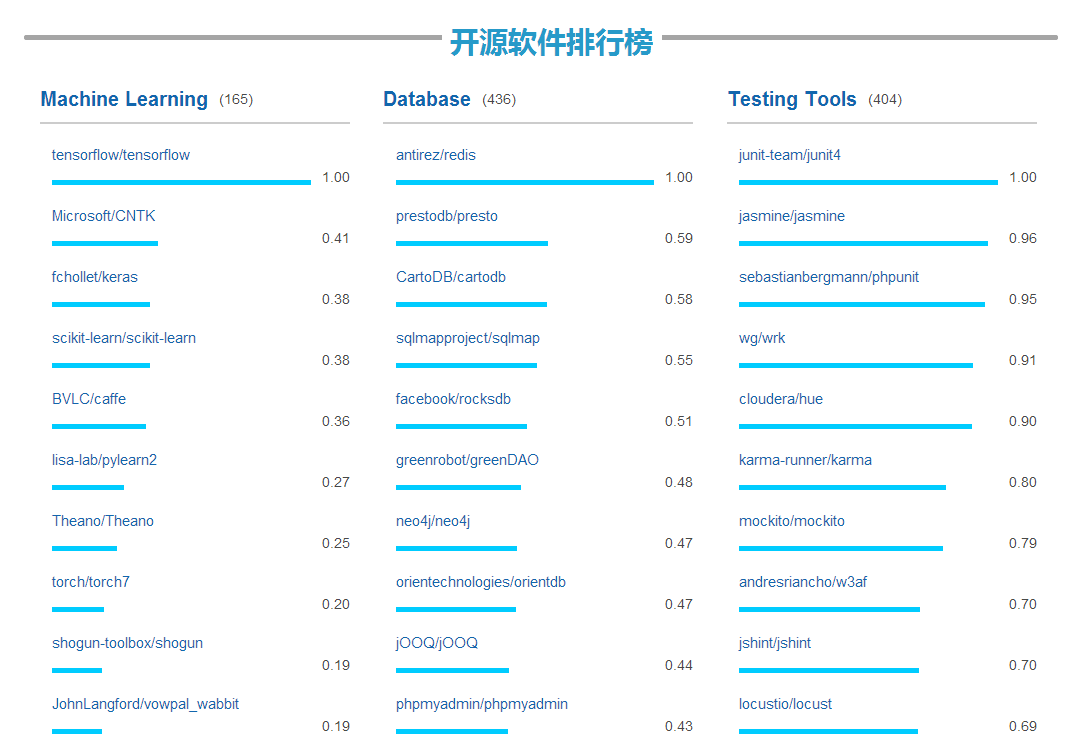 开源软件排行榜
Machine Learning (165)
tensorflow/tensorflow
1.00
Microsoft/CNTK
0.41
fchollet/keras
0.38
scikit-learn/scikit-learn
0.38
BVLC/caffe
0.36
lisa-lab/pylearn2
0.27
Theano/Theano
0.25
torch/torch7
0.20
shogun-toolbox/shogun
0.19
JohnLangford/vowpal_wabbit
0.19
Database (436)
antirez/redis
1.00
prestodb/presto
0.59
CartoDB/cartodb
0.58
sqlmapproject/sqlmap
0.55
facebook/rocksdb
0.51
greenrobot/greenDAO
0.48
neo4j/neo4j
0.47
orientechnologies/orientdb
0.47
jOOQ/jOOQ
0.44
phpmyadmin/phpmyadmin
0.43
Testing Tools (404)
junit-team/junit4
1.00
jasmine/jasmine
0.96
sebastianbergmann/phpunit
0.95
wg/wrk
0.91
cloudera/hue
0.90
karma-runner/karma
0.80
mockito/mockito
0.79
andresriancho/w3af
0.70
jshint/jshint
0.70
locustio/locust
0.69